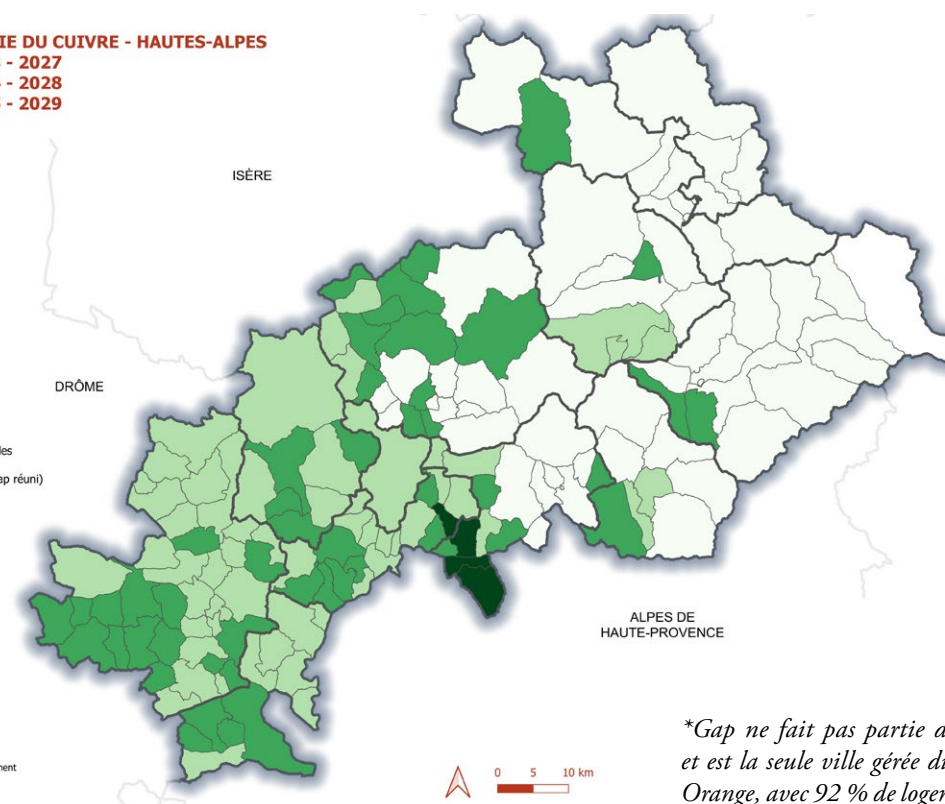 IE DU CUIVRE - HAUTES-ALPES
- 2027
- 2028
- 2029
ISÈRE
DRÔME
les
ap réuni)
ALPES DE
HAUTE-PROVENCE
0 5 10 km
*Gap ne fait pas partie d
et est la seule ville gérée di
Orange, avec 92 % de loge